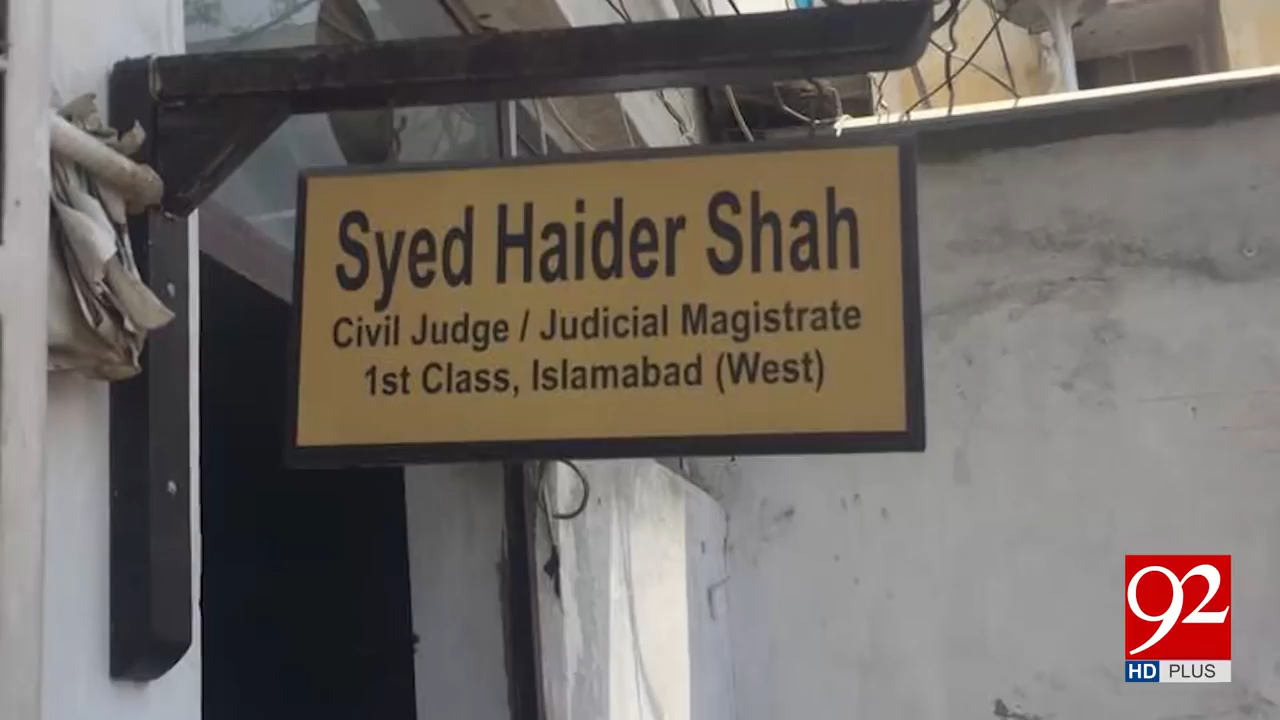 Syed Haider Shah
Civil Judge / Judicial Magistrate
1st Class, Islamabad (West)
92
HD PLUS